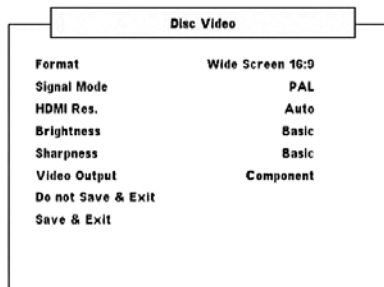 Disc Video
Format Wide Screen 16:9
Signal Mode PAL
HDMI Res. Auto
Brightness Basic
Sharpness Basic
Video Output Component
Do not Save & Exit
Save & Exit